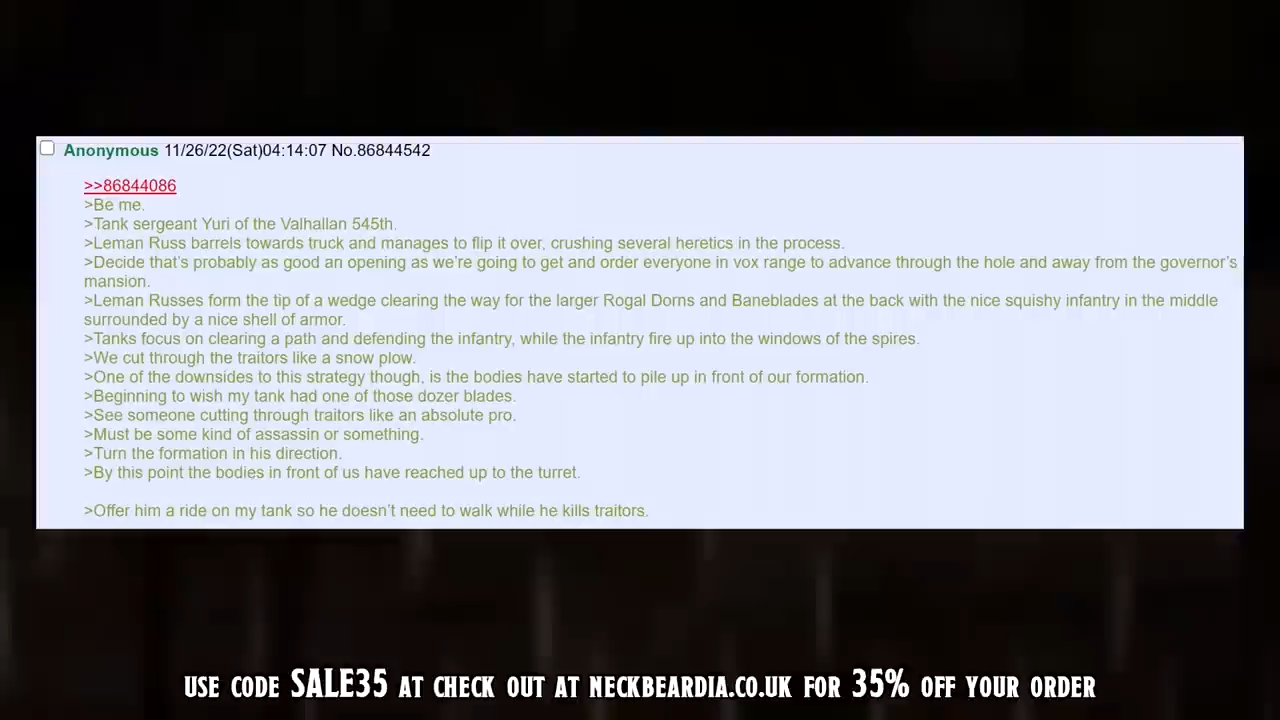 Anonymous 11/26/22(Sat)04:14:07 No.86844542
>>86844086
>Be me.
>Tank sergeant Yuri of the Valhallan 545th.
>Leman Russ barrels towards truck and manages to flip it over, crushing several heretics in the process.
>Decide that's probably as good an opening as we're going to get and order everyone in vox range to advance through the hole and away from the governor's
mansion.
>Leman Russes form the tip of a wedge clearing the way for the larger Rogal Dorns and Baneblades at the back with the nice squishy infantry in the middle
surrounded by a nice shell of armor.
>Tanks focus on clearing a path and defending the infantry, while the infantry fire up into the windows of the spires.
>We cut through the traitors like a snow plow.
>One of the downsides to this strategy though, is the bodies have started to pile up in front of our formation.
>Beginning to wish my tank had one of those dozer blades.
>See someone cutting through traitors like an absolute pro.
>Must be some kind of assassin or something.
>Turn the formation in his direction.
>By this point the bodies in front of us have reached up to the turret.
>Offer him a ride on my tank so he doesn't need to walk while he kills traitors.
USE CODE SALE35 AT CHECK OUT AT NECKBEARDIA.CO.UK FOR 35% OFF YOUR ORDER